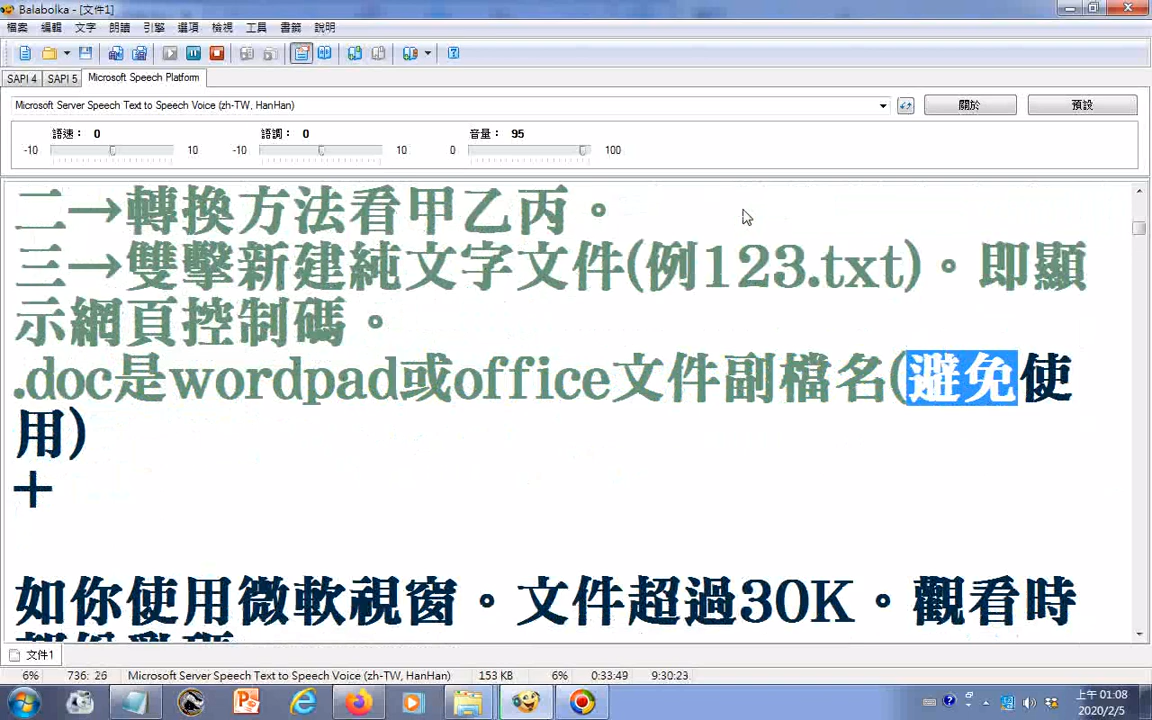 Balabolka - [文件1]
檔案 編輯 文字 朗讀 引擎 選項 檢視 工具 書籤 說明
SAPI 4 SAPI 5 Microsoft Speech Platform
Microsoft Server Speech Text to Speech Voice (zh-TW, HanHan) 關於 預設
語速： 0 語調： 0 音量： 95
-10 10 -10 10 0 100
二→轉換方法看甲乙丙。
三→雙擊新建純文字文件(例123.txt)。即顯
示網頁控制碼。
.doc是wordpad或office文件副檔名(避免使
用)
十
如你使用微軟視窗。文件超過30K。觀看時
文件1
6% 736: 26 Microsoft Server Speech Text to Speech Voice (zh-TW, HanHan) 153 KB 6% 0:33:49 9:30:23
上午 01:08
2020/2/5